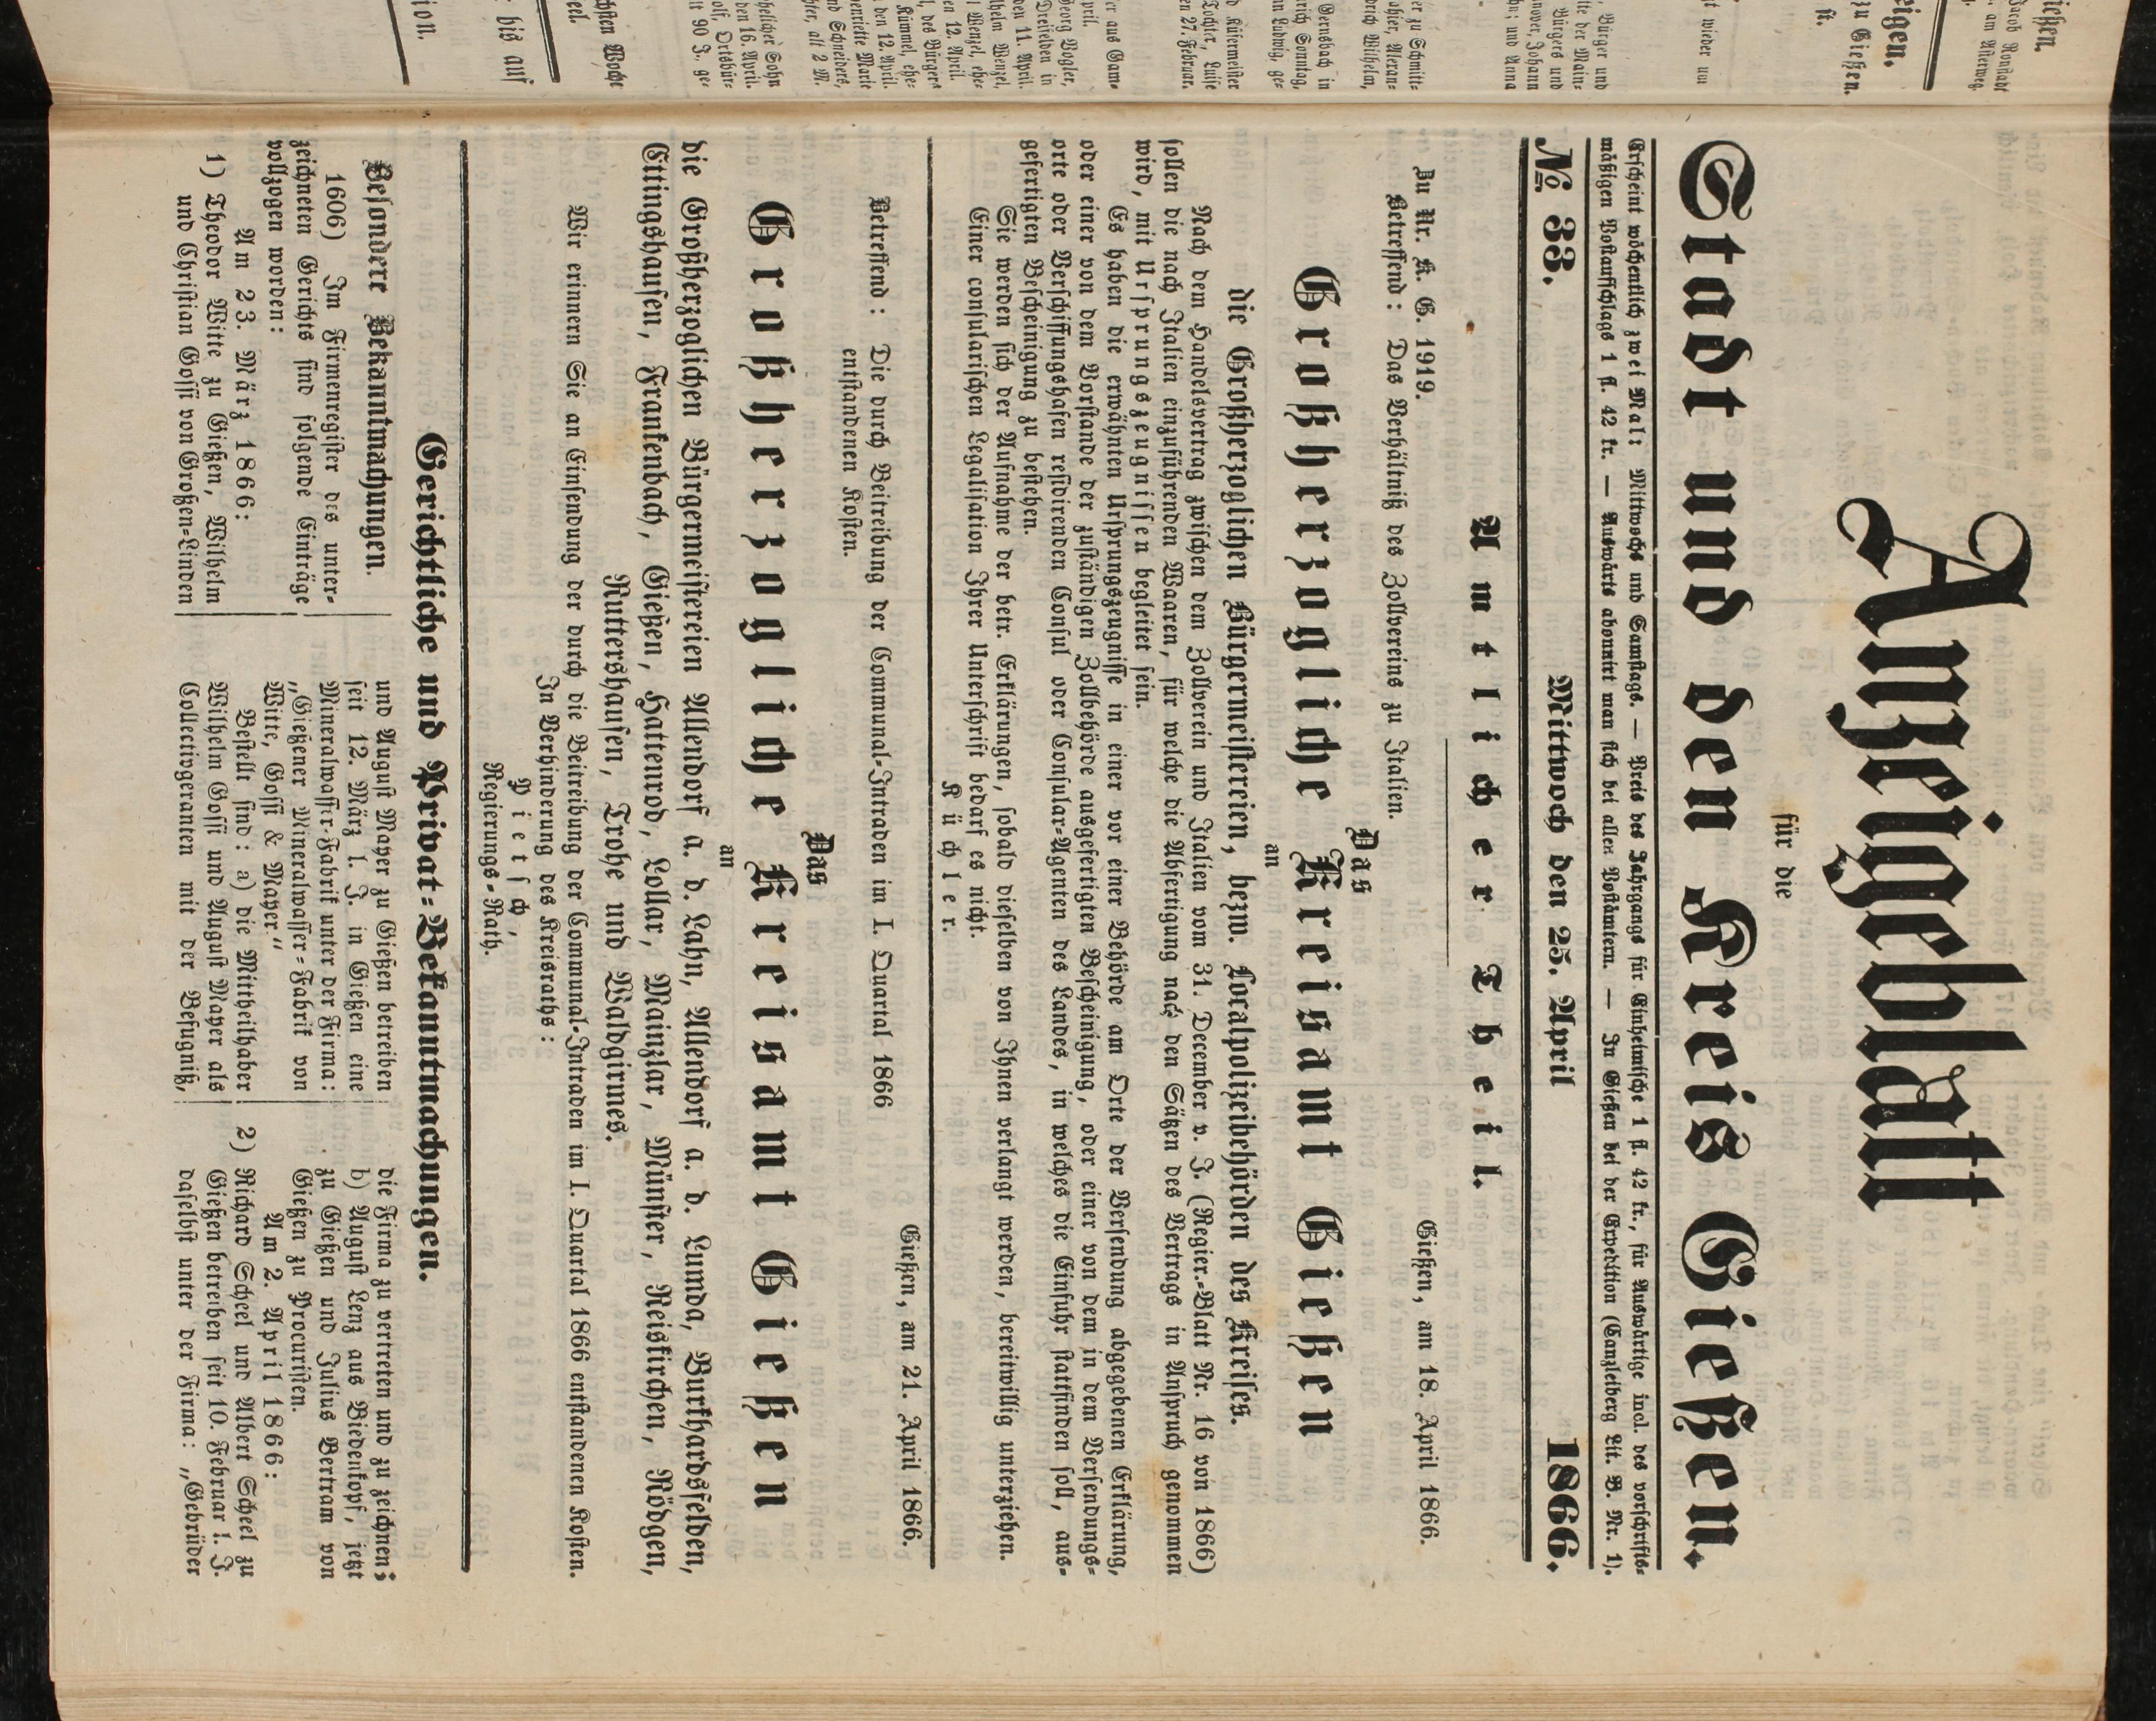 Anzeigeblatt
für die
Stadt und den Kreis Gießen.
Erscheint wöchentlich zwei Mal: Mittwochs und Samstags. — Preis des Jahrgangs für Einheimische 1 fl. 42 kr., für Auswärtige incl. des vorschrifts-
mäßigen Postaufschlags 1 fl. 42 kr. — Auswärts abonnirt man sich bei allen Postämtern. — In Gießen bei der Expedition (Canzleiberg Lit. B. Nr. 1).
№ 33. Mittwoch den 25. April 1866.
Amtlicher Theil.
Zu Nr. K. G. 1919. Gießen, am 18. April 1866.
Betreffend: Das Verhältniß des Zollvereins zu Italien.
Das
Großherzogliche Kreisamt Gießen
an
die Großherzoglichen Bürgermeistereien, bezw. Localpolizeibehörden des Kreises.
Nach dem Handelsvertrag zwischen dem Zollverein und Italien vom 31. December v. J. (Regier.-Blatt Nr. 16 von 1866)
sollen die nach Italien einzuführenden Waaren, für welche die Abfertigung nach den Sätzen des Vertrags in Anspruch genommen
wird, mit Ursprungszeugnissen begleitet sein.
Es haben die erwähnten Ursprungszeugnisse in einer vor einer Behörde am Orte der Versendung abgegebenen Erklärung,
oder einer von dem Vorstande der zuständigen Zollbehörde ausgefertigten Bescheinigung, oder einer von dem in dem Versendungs-
orte oder Verschiffungshafen residirenden Consul oder Consular-Agenten des Landes, in welches die Einfuhr stattfinden soll, aus-
gefertigten Bescheinigung zu bestehen.
Sie werden sich der Aufnahme der betr. Erklärungen, sobald dieselben von Ihnen verlangt werden, bereitwillig unterziehen.
Einer consularischen Legalisation Ihrer Unterschrift bedarf es nicht.
Küchler.
Gießen, am 21. April 1866.
Betreffend: Die durch Beitreibung der Communal-Intraden im I. Quartal 1866
entstandenen Kosten.
Das
Großherzogliche Kreisamt Gießen
an
die Großherzoglichen Bürgermeistereien Allendorf a. d. Lahn, Allendorf a. d. Lumda, Burkhardsfelden,
Ettingshausen, Frankenbach, Gießen, Hattenrod, Lollar, Mainzlar, Münster, Reiskirchen, Rödgen,
Ruttershausen, Trohe und Waldgirmes.
Wir erinnern Sie an Einsendung der durch die Beitreibung der Communal-Intraden im I. Quartal 1866 entstandenen Kosten.
In Verhinderung des Kreisraths:
Pietsch,
Regierungs-Rath.
Gerichtliche und Privat-Bekanntmachungen.
Besondere Bekanntmachungen.
1606) Im Firmenregister des unter-
zeichneten Gerichts sind folgende Einträge
vollzogen worden:
Am 23. März 1866:
1) Theodor Witte zu Gießen, Wilhelm
und Christian Gossi von Großen-Linden
und August Mayer zu Gießen betreiben
seit 12. März l. J. in Gießen eine
Mineralwasser-Fabrik unter der Firma:
„Gießener Mineralwasser-Fabrik von
Witte, Gossi & Mayer.“
Bestellt sind: a) die Mittheilhaber
Wilhelm Gossi und August Mayer als
Collectivgeranten mit der Befugniß,
die Firma zu vertreten und zu zeichnen;
b) August Lenz aus Biedenkopf, jetzt
zu Gießen und Julius Bertram von
Gießen zu Procuristen.
Am 2. April 1866:
2) Richard Scheel und Albert Scheel zu
Gießen betreiben seit 10. Februar l. J.
daselbst unter der Firma: „Gebrüder